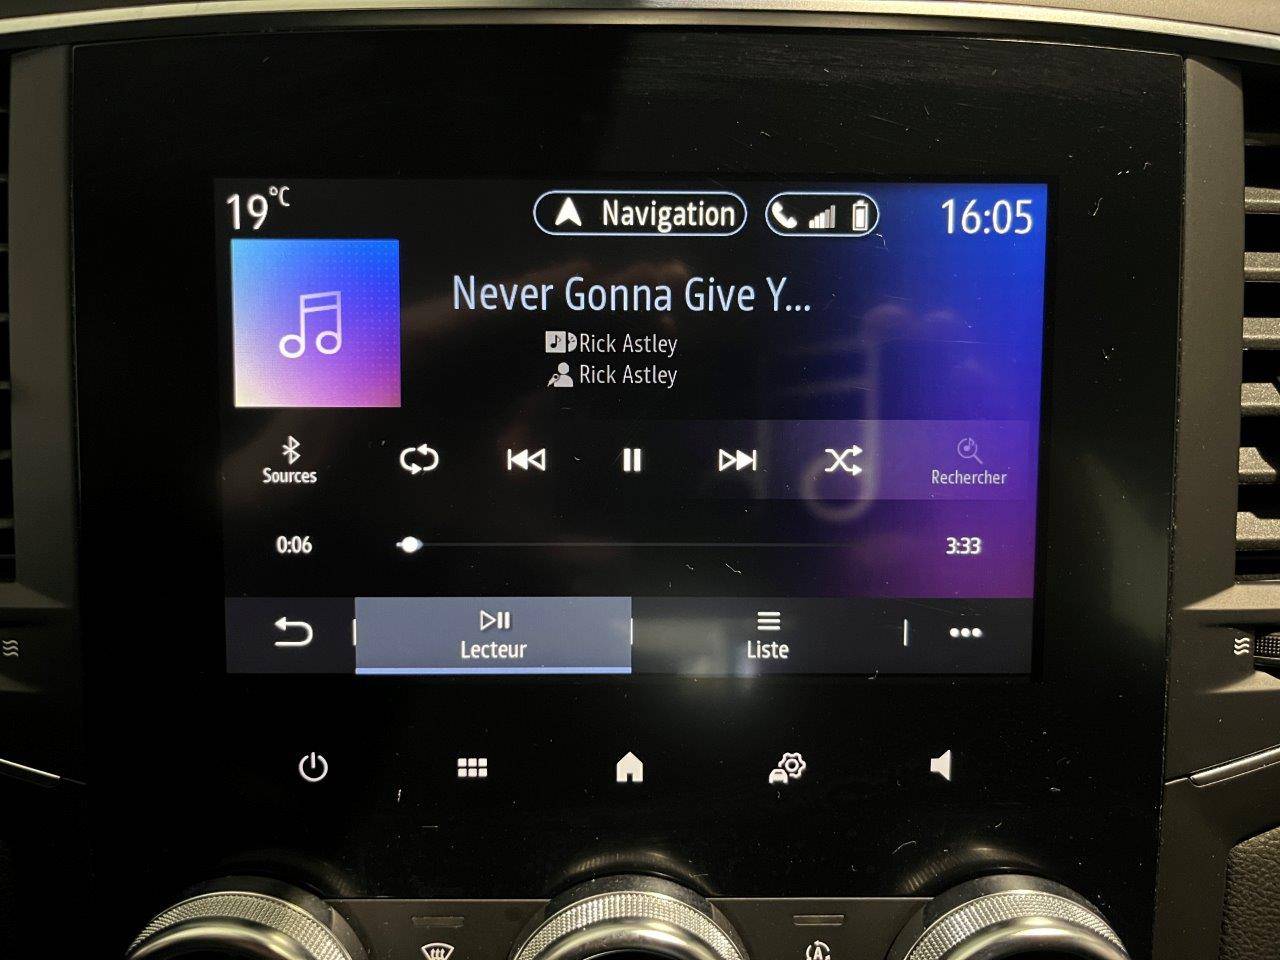 19°C
Navigation
16:05
Never Gonna Give Y...
Rick Astley
Rick Astley
Sources
Rechercher
0:06
3:33
Lecteur
Liste
A